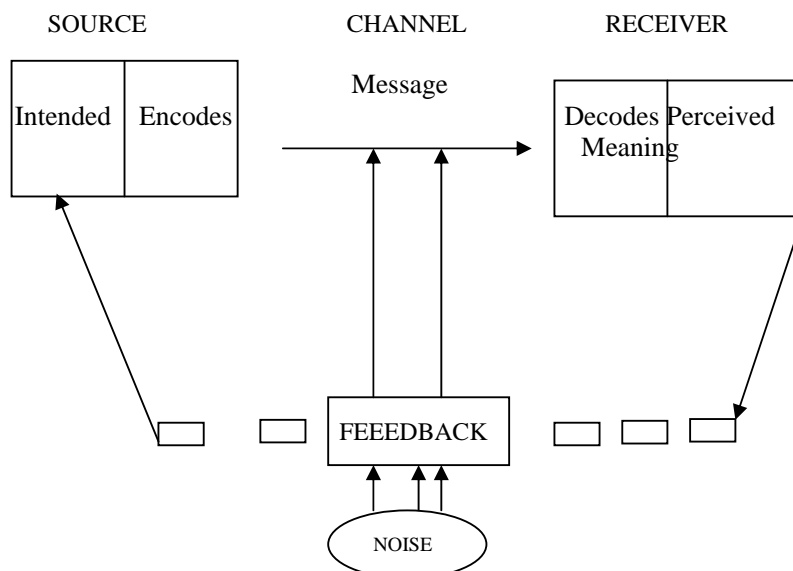 SOURCE CHANNEL RECEIVER
Message
Intended Encodes Decodes Perceived
Meaning
FEEEDBACK
NOISE